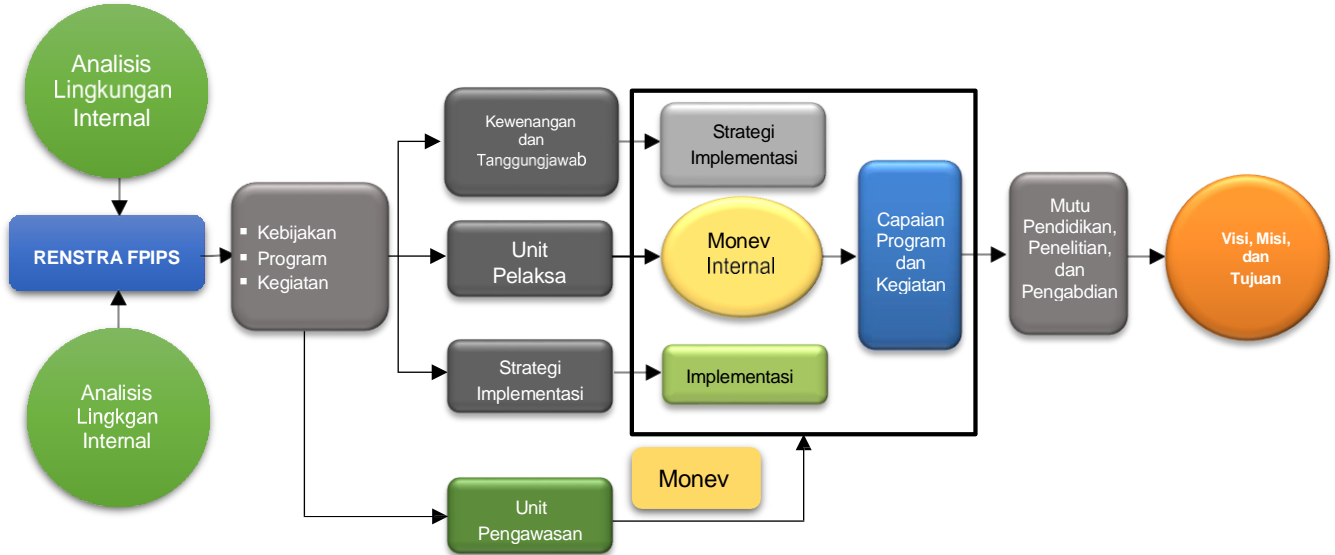 Analisis
Lingkungan
Internal
RENSTRA FPIPS
Analisis
Lingkgan
Internal
▪ Kebijakan
▪ Program
▪ Kegiatan
Kewenangan
dan
Tanggungjawab
Unit
Pelaksa
Strategi
Implementasi
Unit
Pengawasan
Strategi
Implementasi
Monev
Internal
Implementasi
Monev
Capaian
Program
dan
Kegiatan
Mutu
Pendidikan,
Penelitian,
dan
Pengabdian
Visi, Misi,
dan
Tujuan